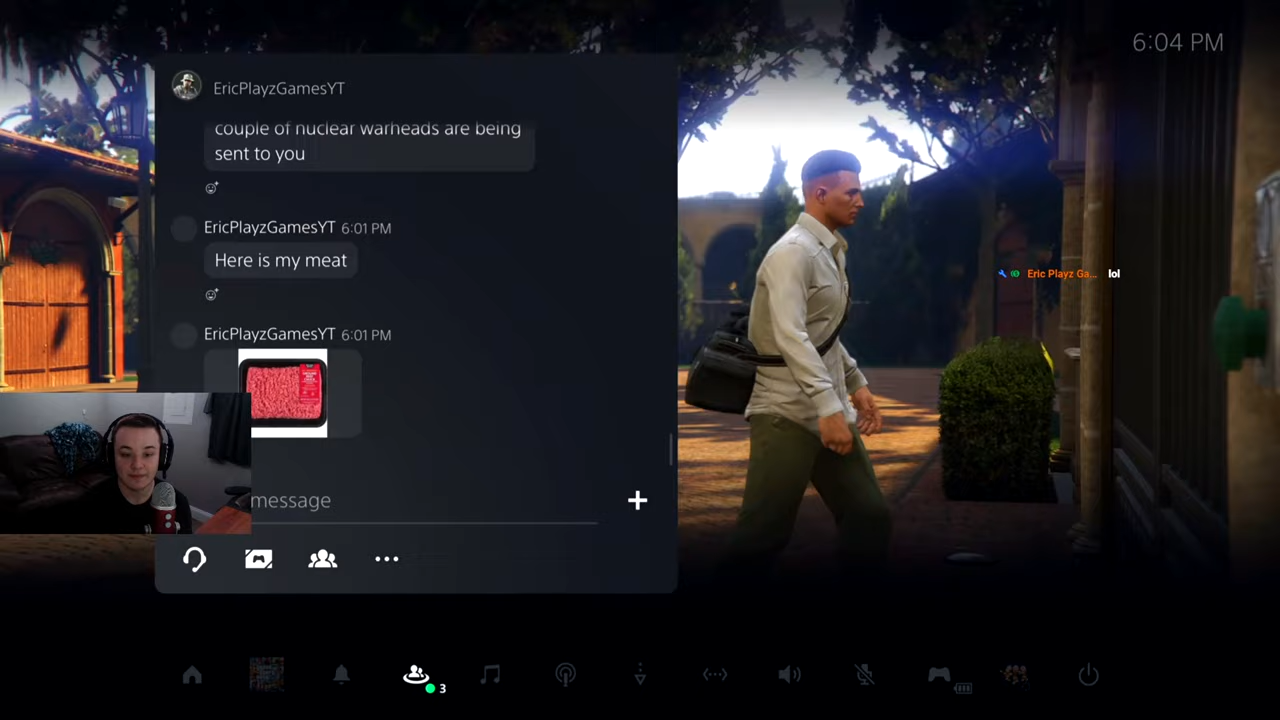 6:04 PM
EricPlayzGamesYT
couple of nuclear warheads are being
sent to you
EricPlayzGamesYT 6:01 PM
Here is my meat
EricPlayzGamesYT 6:01 PM
Eric Playz Ga... lol
message
3